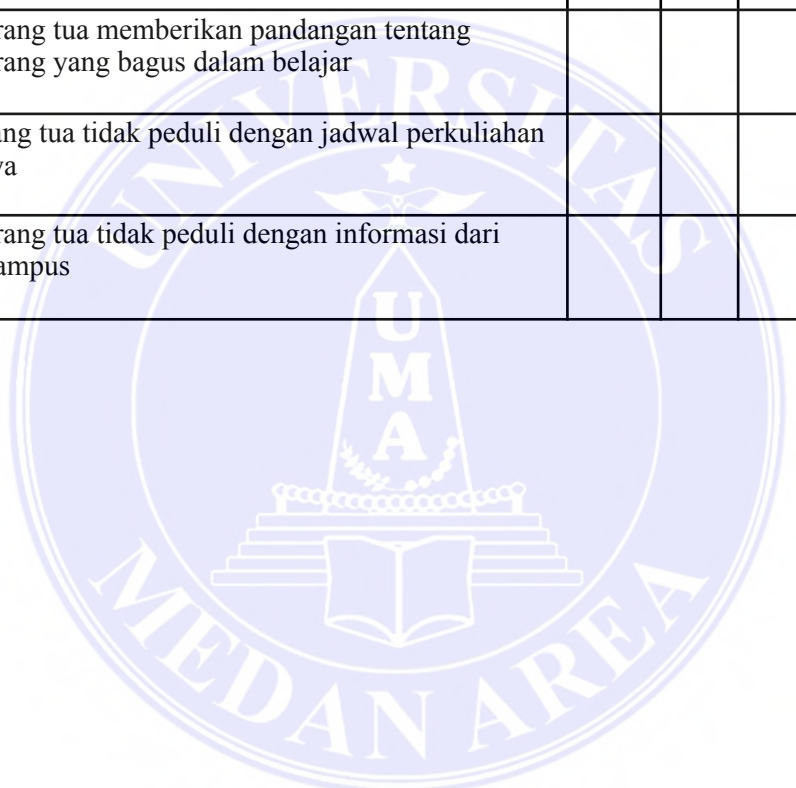 rang tua memberikan pandangan tentang
rang yang bagus dalam belajar
ang tua tidak peduli dengan jadwal perkuliahan
ya
rang tua tidak peduli dengan informasi dari
ampus
UNIVERSITAS
U
M
A
MEDAN AREA